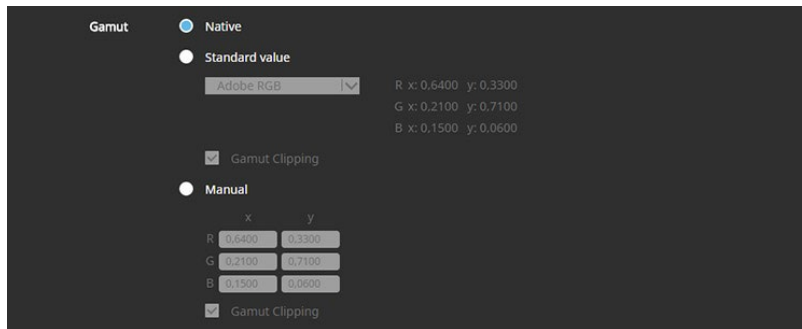 Gamut Native
Standard value
Adobe RGB R x: 0,6400 y: 0,3300
G x: 0,2100 y: 0,7100
B x: 0,1500 y: 0,0600
Gamut Clipping
Manual
x y
R 0,6400 0,3300
G 0,2100 0,7100
B 0,1500 0,0600
Gamut Clipping